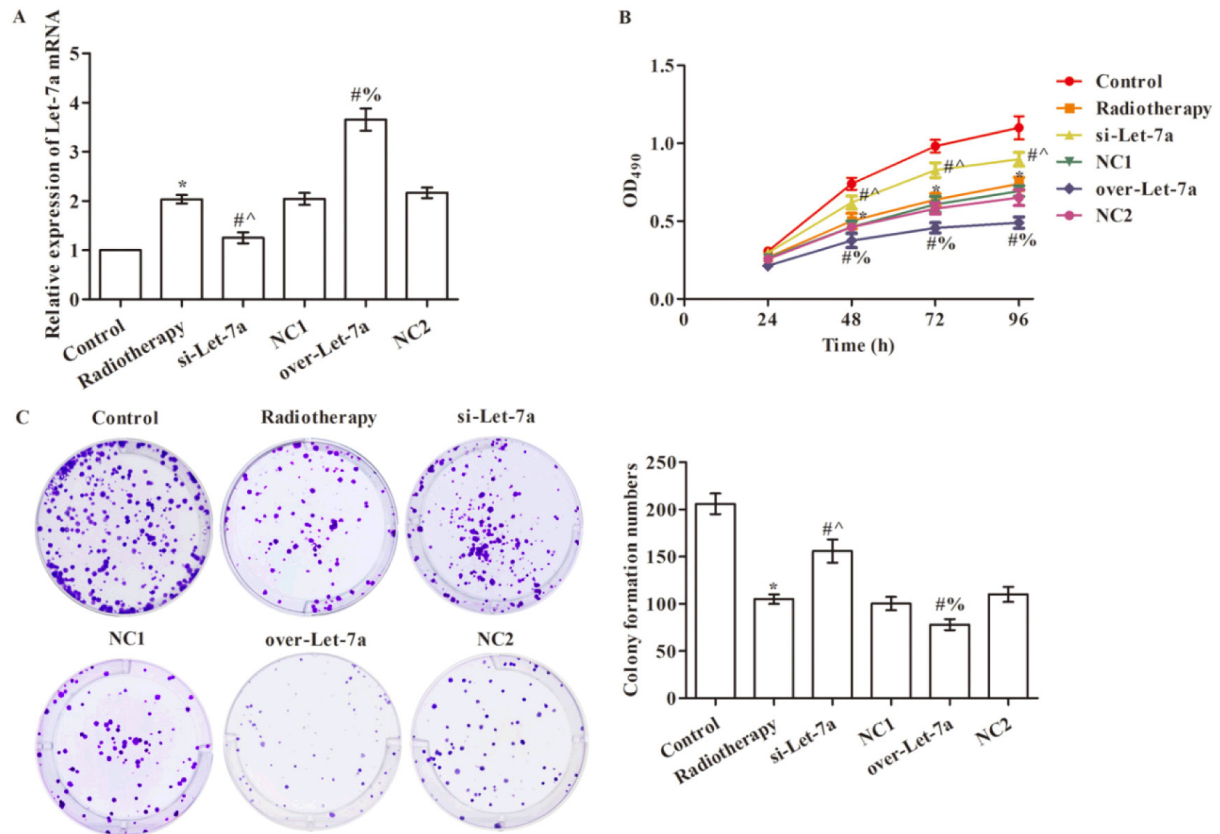 A
Relative expression of Let-7a mRNA
5
4
3
2
1
0
*
#^
#%
Control
Radiotherapy
si-Let-7a
NC1
over-Let-7a
NC2
B
OD490
1.5
1.0
0.5
0.0
#^
*
#%
#^
*
#%
#^
*
#%
0
24
48
72
96
Time (h)
Control
Radiotherapy
si-Let-7a
NC1
over-Let-7a
NC2
C
Control
Radiotherapy
si-Let-7a
NC1
over-Let-7a
NC2
Colony formation numbers
250
200
150
100
50
0
*
#^
#%
Control
Radiotherapy
si-Let-7a
NC1
over-Let-7a
NC2